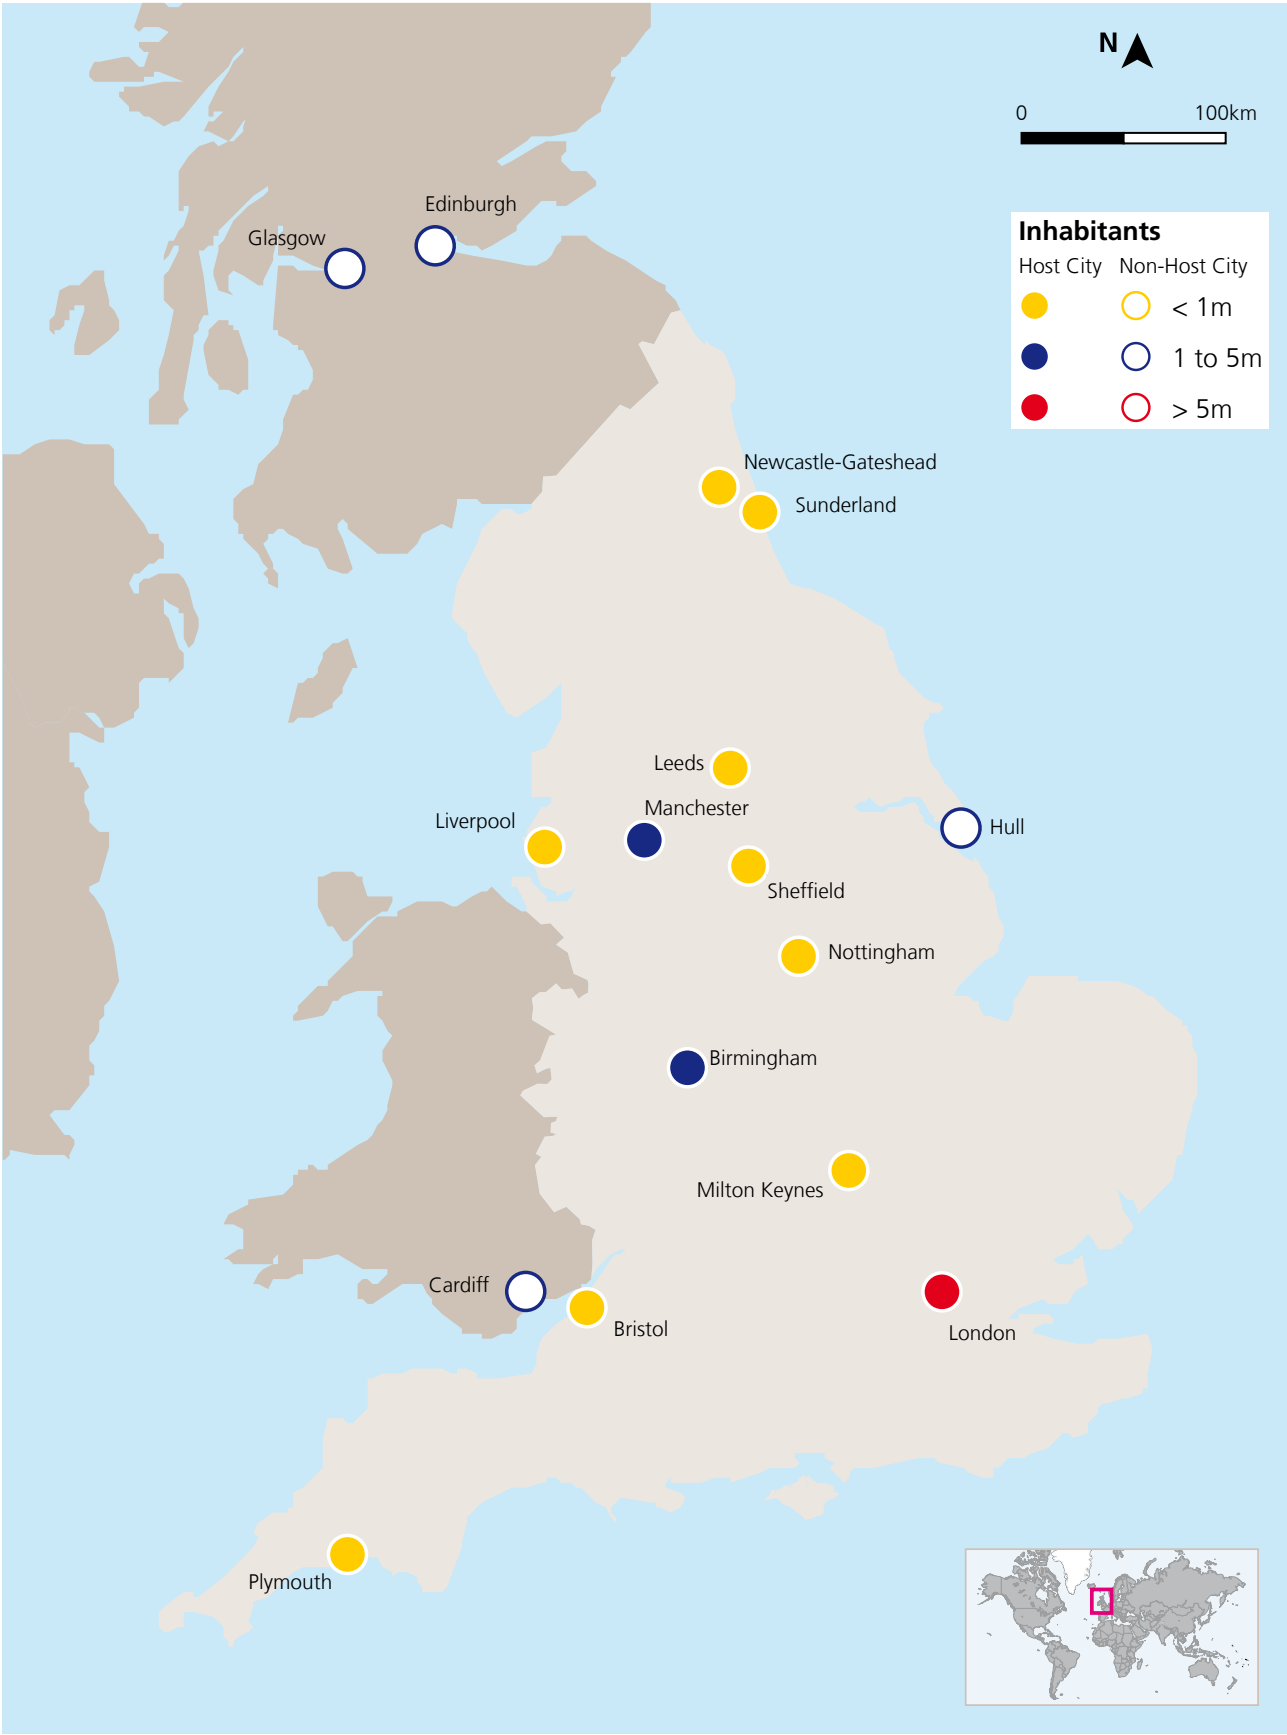 N
0 100km
Inhabitants
Host City Non-Host City
< 1m
1 to 5m
> 5m
Edinburgh
Glasgow
Newcastle-Gateshead
Sunderland
Leeds
Manchester
Liverpool
Hull
Sheffield
Nottingham
Birmingham
Milton Keynes
Cardiff
Bristol
London
Plymouth